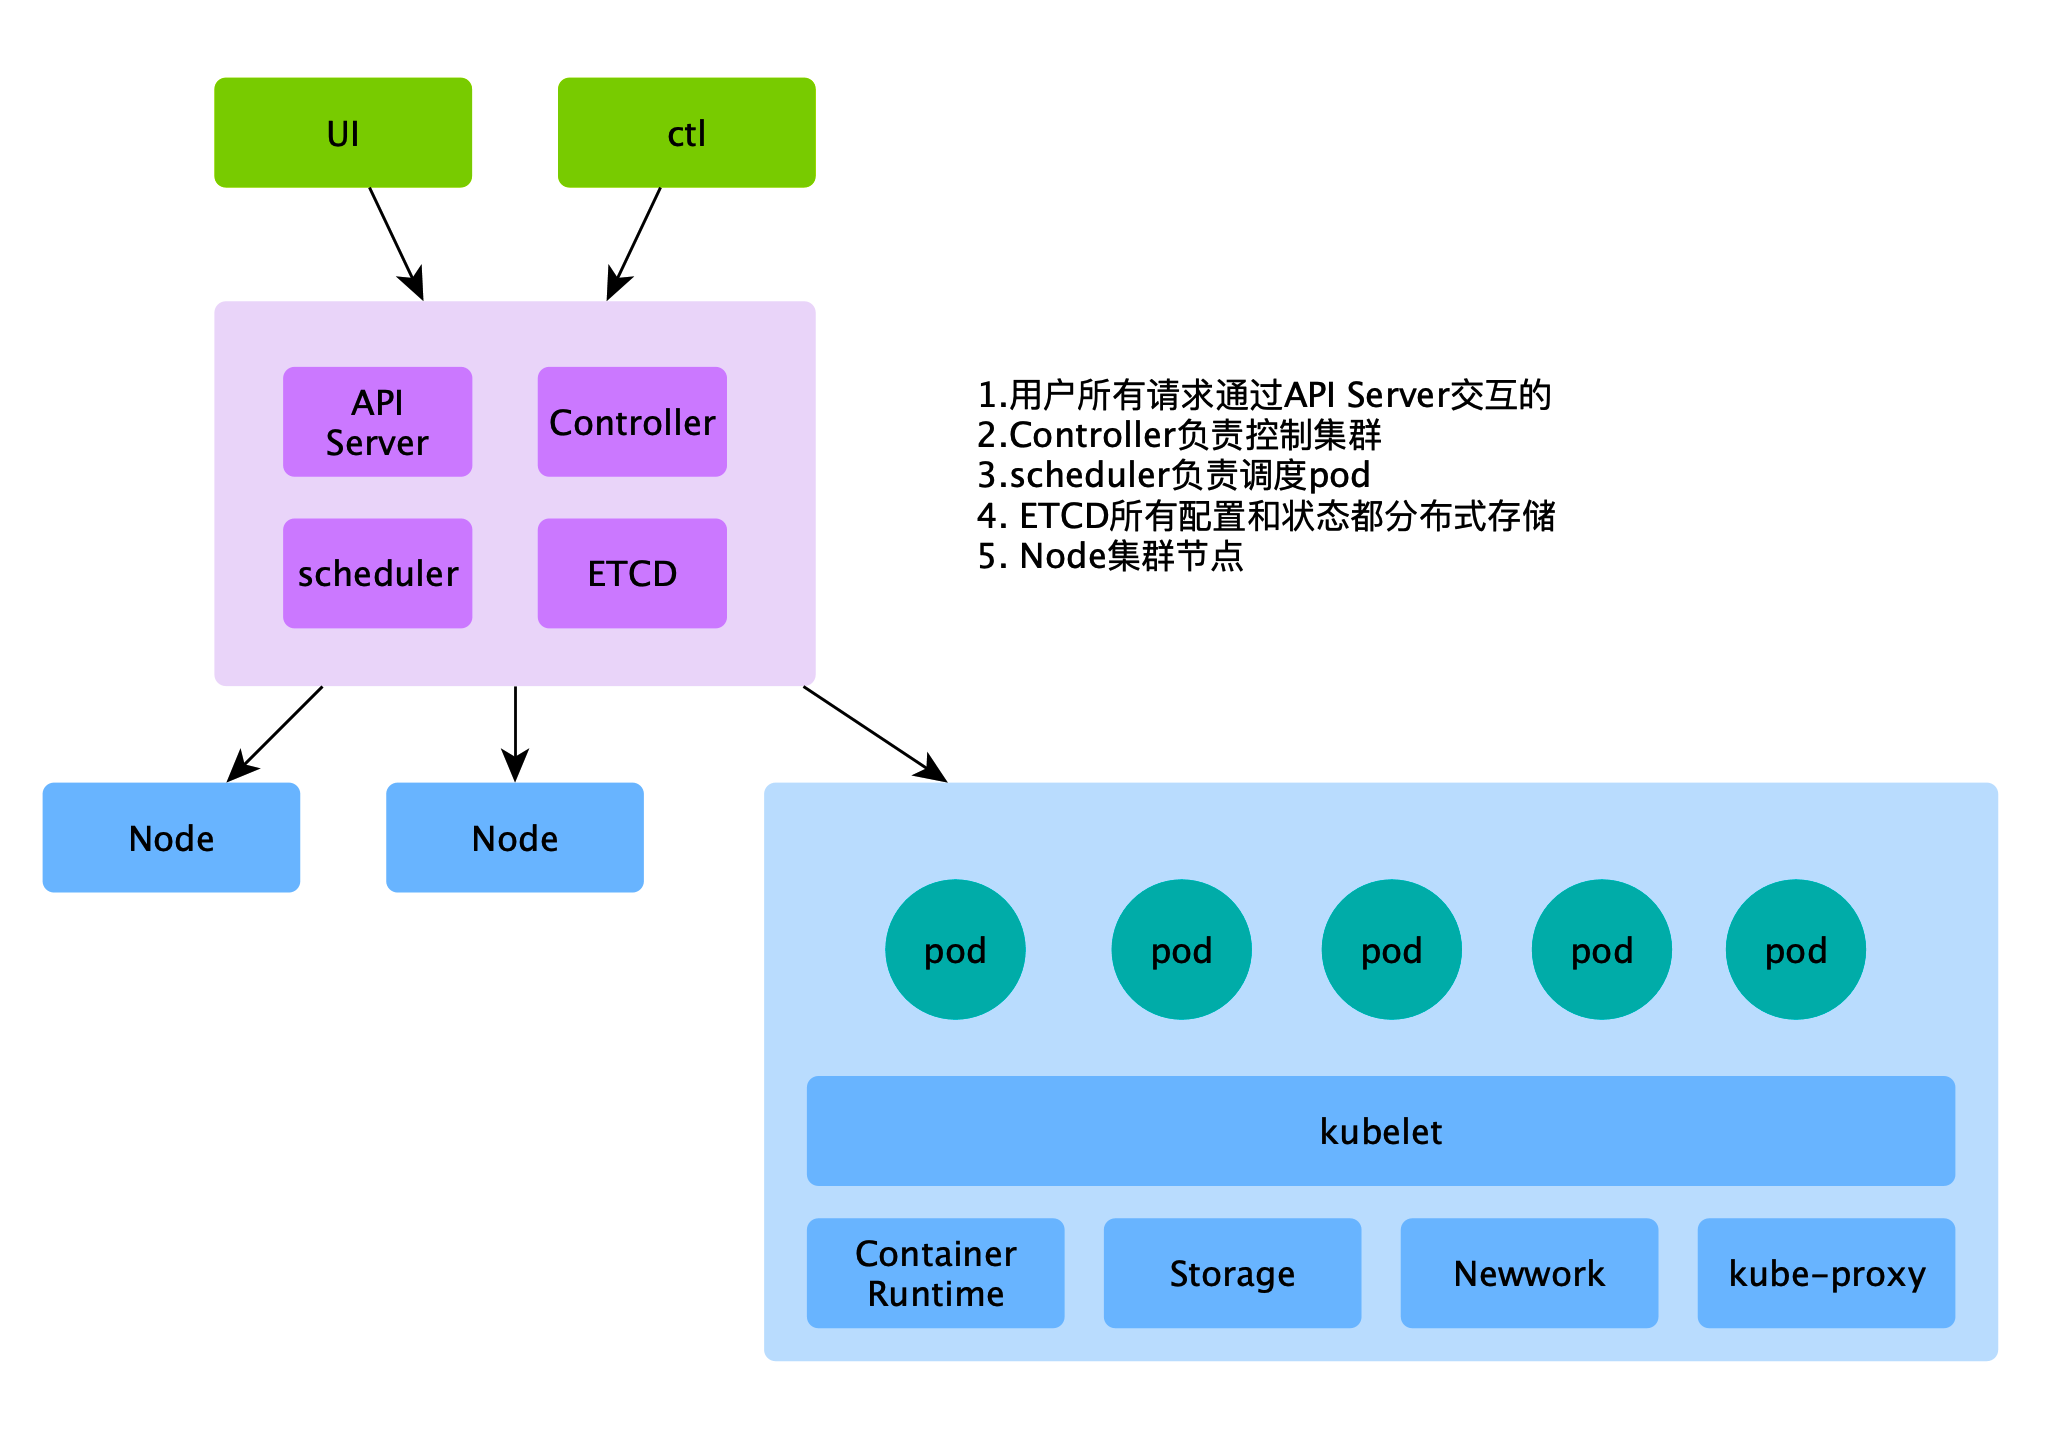 UI
ctl
API
Server
Controller
scheduler
ETCD
1.用户所有请求通过API Server交互的
2.Controller负责控制集群
3.scheduler负责调度pod
4. ETCD所有配置和状态都分布式存储
5. Node集群节点
Node
Node
pod
pod
pod
pod
pod
kubelet
Container
Runtime
Storage
Newwork
kube-proxy